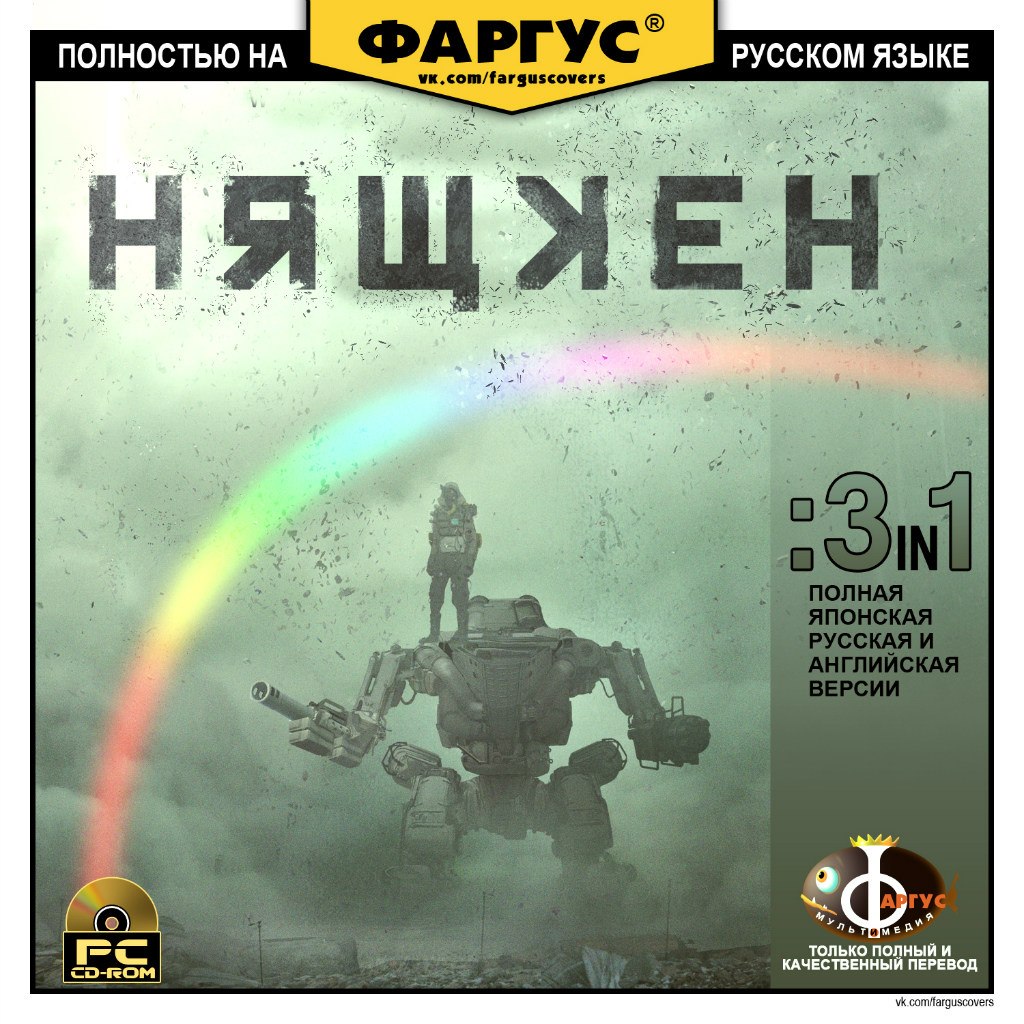 ПОЛНОСТЬЮ НА ФАРГУС® РУССКОМ ЯЗЫКЕ
vk.com/farguscovers
НЯЩКЕН
:3IN1
ПОЛНАЯ
ЯПОНСКАЯ
РУССКАЯ И
АНГЛИЙСКАЯ
ВЕРСИИ
ФАРГУС
МУЛЬТИМЕДИЯ
PC
CD-ROM
ТОЛЬКО ПОЛНЫЙ И
КАЧЕСТВЕННЫЙ ПЕРЕВОД
vk.com/farguscovers